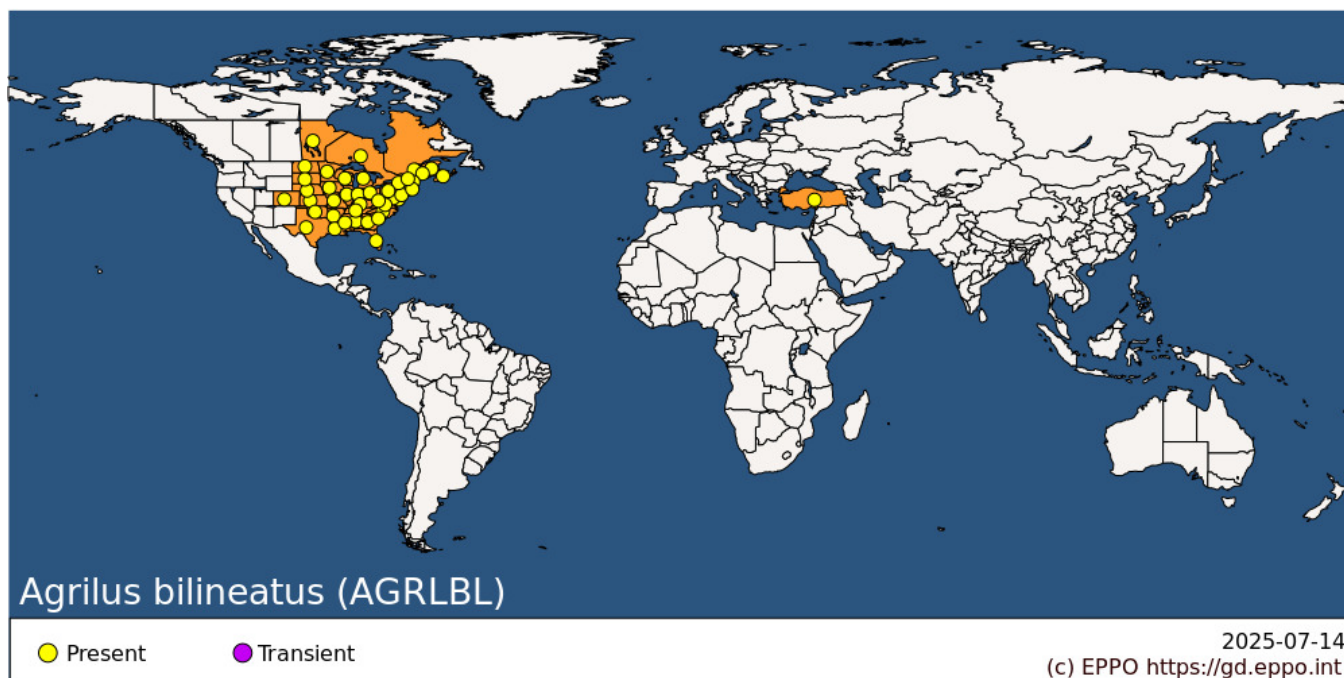 Agrilus bilineatus (AGRLBL)
Present
Transient
2025-07-14
(c) EPPO https://gd.eppo.int